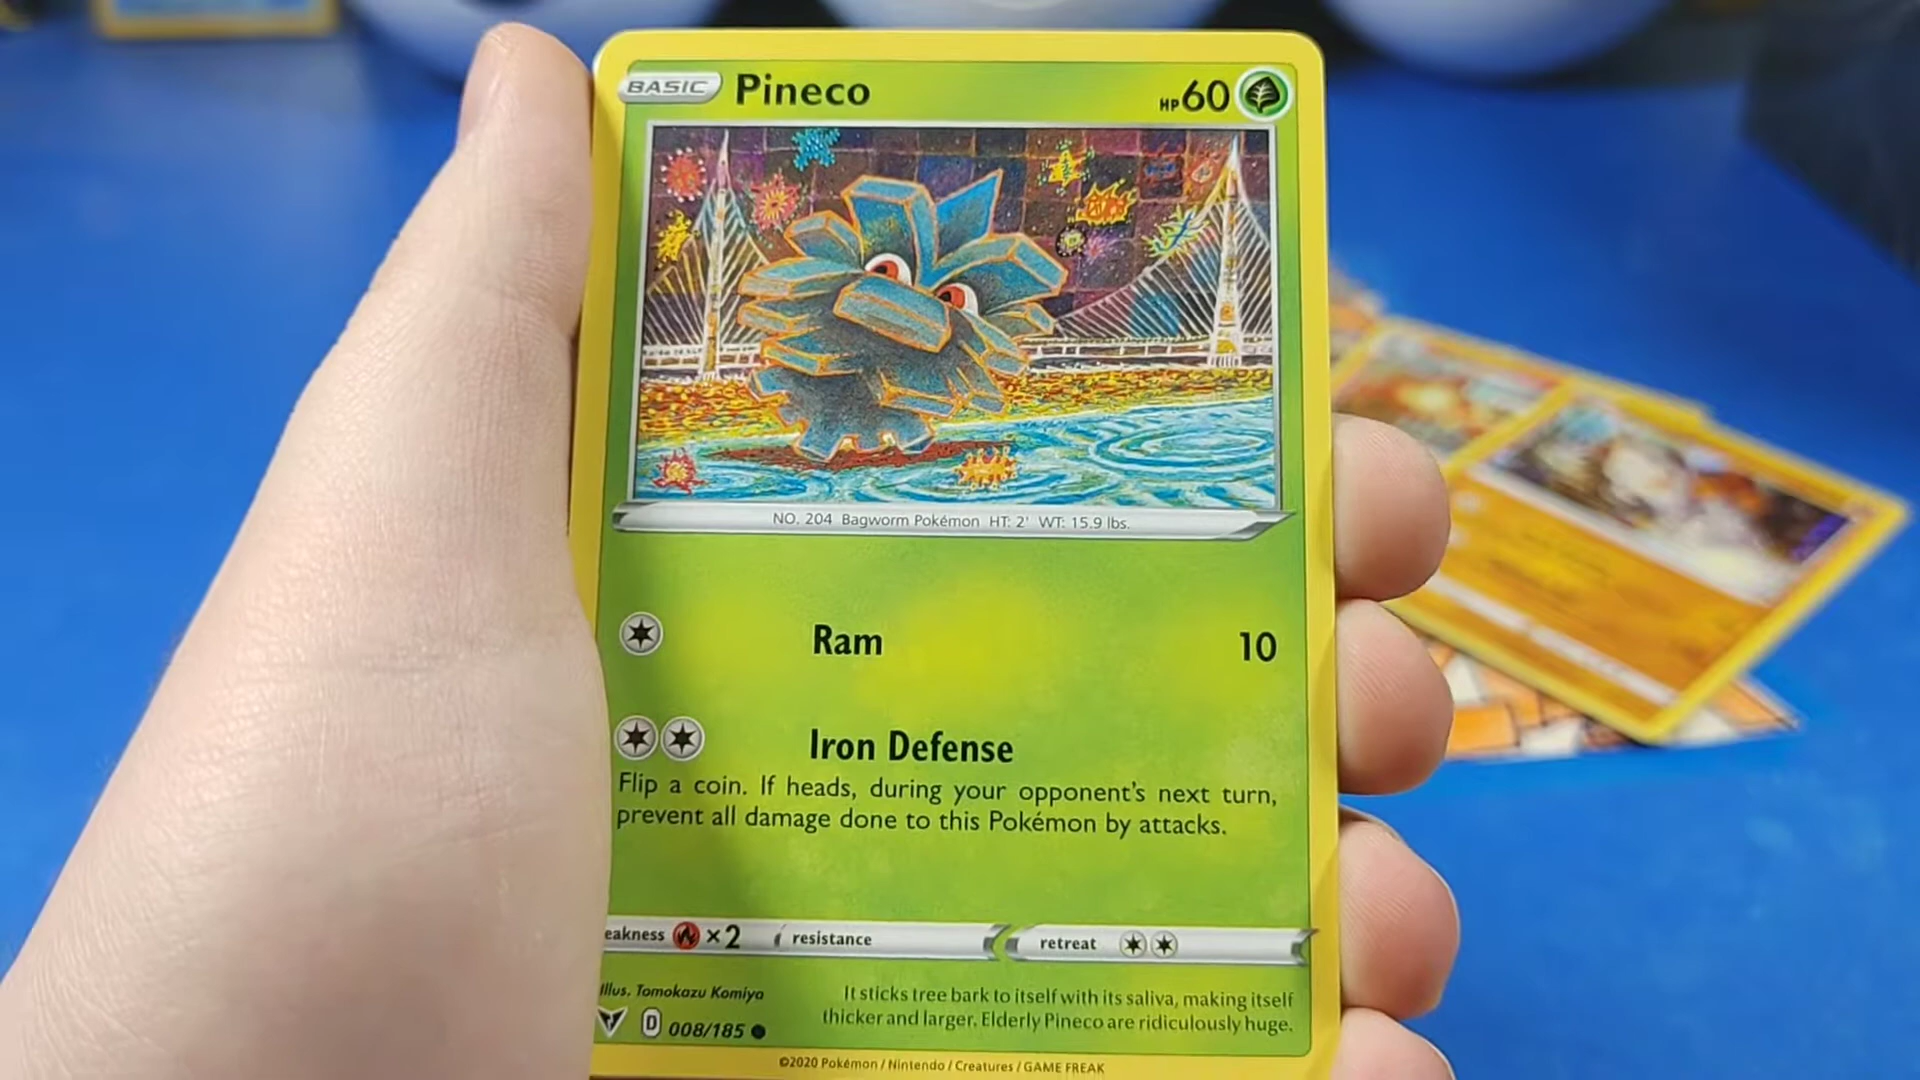 BASIC Pineco HP 60
NO. 204 Bagworm Pokémon HT: 2' WT: 15.9 lbs.
Ram 10
Iron Defense
Flip a coin. If heads, during your opponent's next turn,
prevent all damage done to this Pokémon by attacks.
eakness ×2 resistance retreat
Illus. Tomokazu Komiya
It sticks tree bark to itself with its saliva, making itself
thicker and larger. Elderly Pineco are ridiculously huge.
D 008/185
©2020 Pokémon / Nintendo / Creatures / GAME FREAK